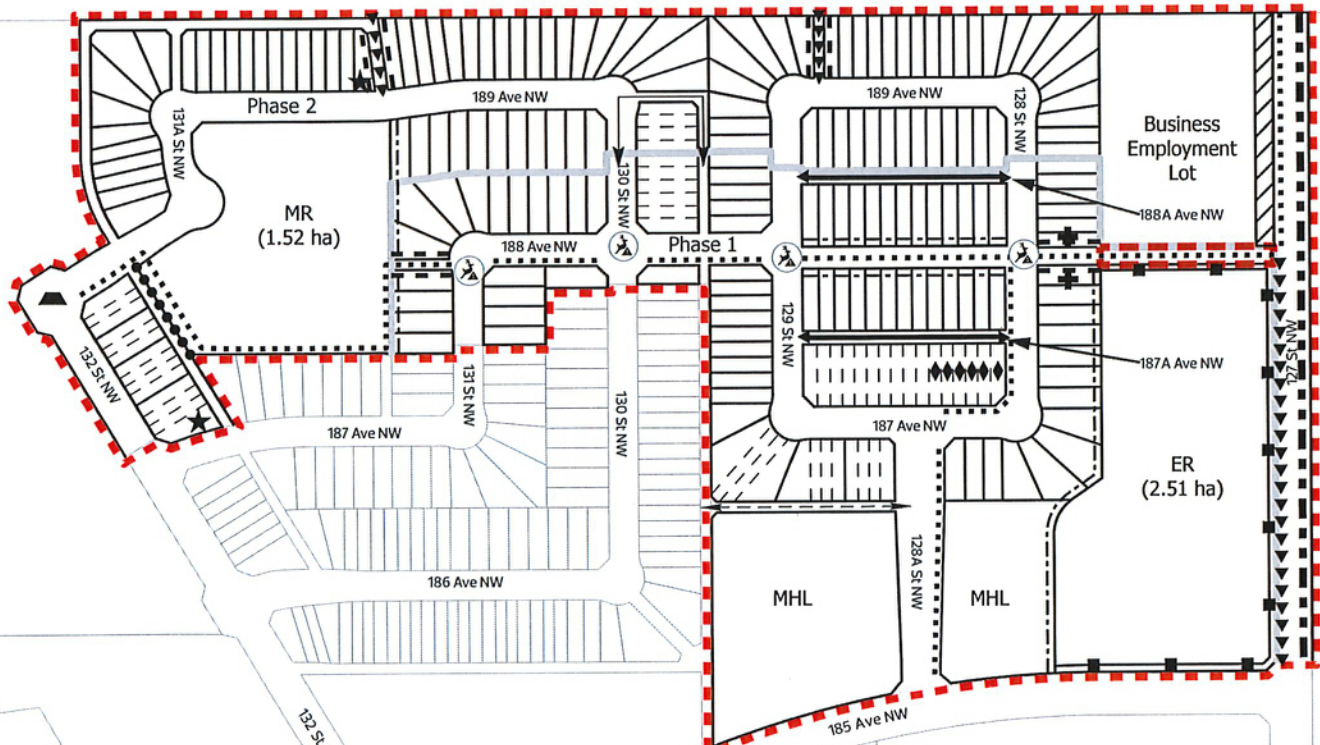 Phase 2
189 Ave NW
189 Ave NW
128 St NW
131A St NW
Business
Employment
Lot
130 St NW
MR
(1.52 ha)
188A Ave NW
188 Ave NW
Phase 1
129 St NW
127 St NW
187A Ave NW
132 St NW
131 St NW
130 St NW
187 Ave NW
187 Ave NW
ER
(2.51 ha)
128A St NW
186 Ave NW
MHL
MHL
132 St
185 Ave NW